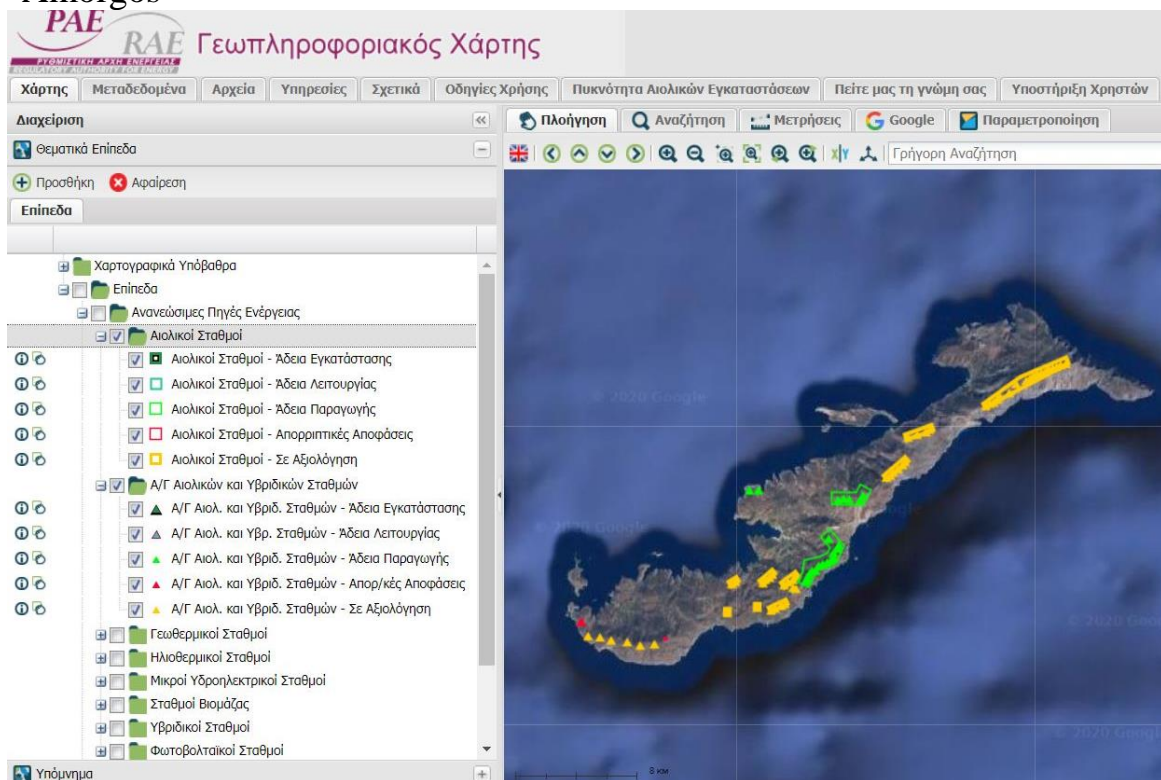 Amorgos
ΡΑΕ
RAE
ΡΥΘΜΙΣΤΙΚΗ ΑΡΧΗ ΕΝΕΡΓΕΙΑΣ
REGULATORY AUTHORITY FOR ENERGY
Γεωπληροφοριακός Χάρτης
Χάρτης Μεταδεδομένα Αρχεία Υπηρεσίες Σχετικά Οδηγίες Χρήσης Πυκνότητα Αιολικών Εγκαταστάσεων Πείτε μας τη γνώμη σας Υποστήριξη Χρηστών
Διαχείριση
Πλοήγηση Αναζήτηση Μετρήσεις Google Παραμετροποίηση
Θεματικά Επίπεδα
X|Y Γρήγορη Αναζήτηση
Προσθήκη Αφαίρεση
Επίπεδα
Χαρτογραφικά Υπόβαθρα
Επίπεδα
Ανανεώσιμες Πηγές Ενέργειας
Αιολικοί Σταθμοί
Αιολικοί Σταθμοί - Άδεια Εγκατάστασης
Αιολικοί Σταθμοί - Άδεια Λειτουργίας
Αιολικοί Σταθμοί - Άδεια Παραγωγής
Αιολικοί Σταθμοί - Απορριπτικές Αποφάσεις
Αιολικοί Σταθμοί - Σε Αξιολόγηση
Α/Γ Αιολικών και Υβριδικών Σταθμών
Α/Γ Αιολ. και Υβριδ. Σταθμών - Άδεια Εγκατάστασης
Α/Γ Αιολ. και Υβρ. Σταθμών - Άδεια Λειτουργίας
Α/Γ Αιολ. και Υβριδ. Σταθμών - Άδεια Παραγωγής
Α/Γ Αιολ. και Υβριδ. Σταθμών - Απορ/κές Αποφάσεις
Α/Γ Αιολ. και Υβριδ. Σταθμών - Σε Αξιολόγηση
Γεωθερμικοί Σταθμοί
Ηλιοθερμικοί Σταθμοί
Μικροί Υδροηλεκτρικοί Σταθμοί
Σταθμοί Βιομάζας
Υβριδικοί Σταθμοί
Φωτοβολταϊκοί Σταθμοί
Υπόμνημα
© 2020 Google
© 2020 Google
© 2020 Goog
© 2020 Googl
8 км